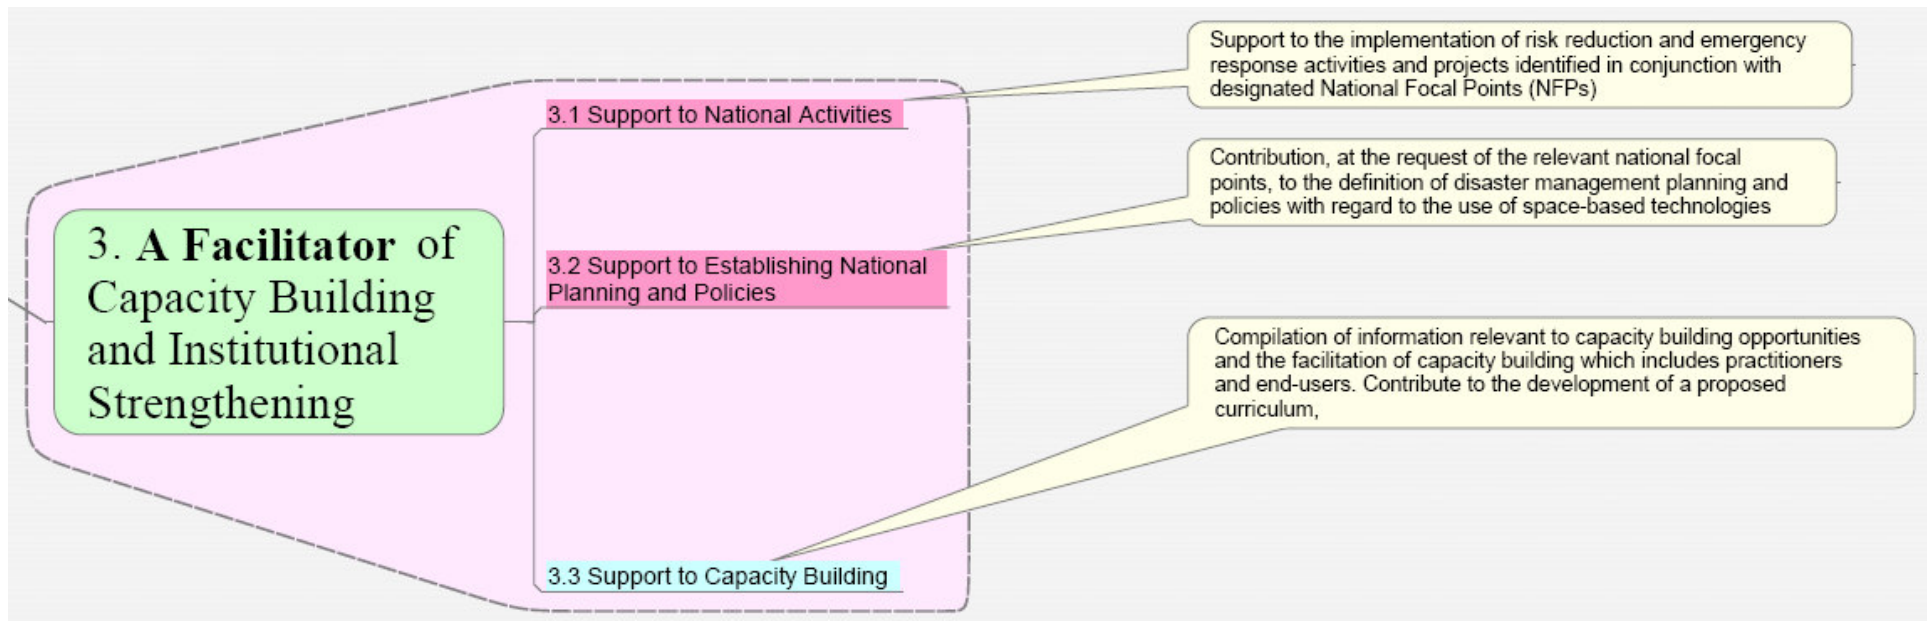 3. A Facilitator of
Capacity Building
and Institutional
Strengthening
3.1 Support to National Activities
Support to the implementation of risk reduction and emergency
response activities and projects identified in conjunction with
designated National Focal Points (NFPs)
3.2 Support to Establishing National
Planning and Policies
Contribution, at the request of the relevant national focal
points, to the definition of disaster management planning and
policies with regard to the use of space-based technologies
3.3 Support to Capacity Building
Compilation of information relevant to capacity building opportunities
and the facilitation of capacity building which includes practitioners
and end-users. Contribute to the development of a proposed
curriculum,